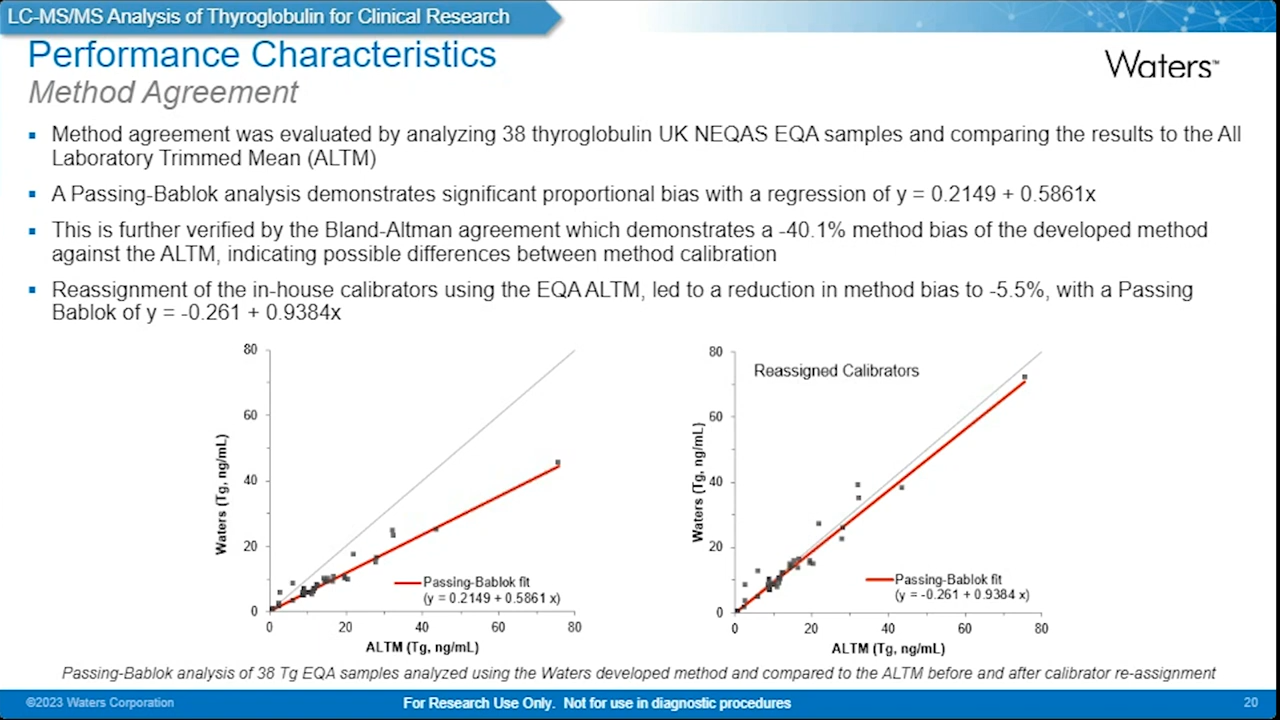 LC-MS/MS Analysis of Thyroglobulin for Clinical Research
Performance Characteristics
Waters™
Method Agreement
▪ Method agreement was evaluated by analyzing 38 thyroglobulin UK NEQAS EQA samples and comparing the results to the All
Laboratory Trimmed Mean (ALTM)
▪ A Passing-Bablok analysis demonstrates significant proportional bias with a regression of y = 0.2149 + 0.5861x
▪ This is further verified by the Bland-Altman agreement which demonstrates a -40.1% method bias of the developed method
against the ALTM, indicating possible differences between method calibration
▪ Reassignment of the in-house calibrators using the EQA ALTM, led to a reduction in method bias to -5.5%, with a Passing
Bablok of y = -0.261 + 0.9384x
80
60
40
20
0
Waters (Tg, ng/mL)
Passing-Bablok fit
(y = 0.2149 + 0.5861 x)
0 20 40 60 80
ALTM (Tg, ng/mL)
Reassigned Calibrators
80
60
40
20
0
Waters (Tg, ng/mL)
Passing-Bablok fit
(y = -0.261 + 0.9384 x)
0 20 40 60 80
ALTM (Tg, ng/mL)
Passing-Bablok analysis of 38 Tg EQA samples analyzed using the Waters developed method and compared to the ALTM before and after calibrator re-assignment
©2023 Waters Corporation
For Research Use Only. Not for use in diagnostic procedures
20